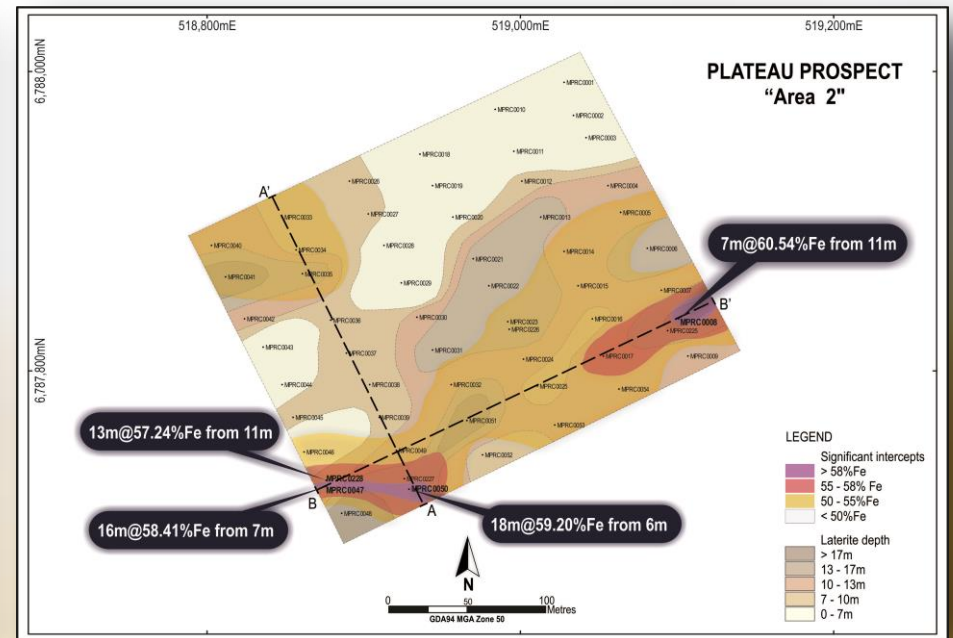 518,800mE
519,000mE
519,200mE
6,788,000mN
6,787,800mN
PLATEAU PROSPECT
“Area 2"
MPRC0001
MPRC0010
MPRC0002
MPRC0003
MPRC0018
MPRC0011
MPRC0026
MPRC0019
MPRC0012
MPRC0004
A'
MPRC0033
MPRC0027
MPRC0020
MPRC0013
MPRC0005
MPRC0040
MPRC0034
MPRC0028
MPRC0014
MPRC0006
MPRC0021
MPRC0041
MPRC0035
MPRC0029
MPRC0022
MPRC0015
MPRC0007
7m@60.54%Fe from 11m
B'
MPRC0042
MPRC0036
MPRC0030
MPRC0023
MPRC0226
MPRC0016
MPRC0008
MPRC0225
MPRC0043
MPRC0037
MPRC0031
MPRC0024
MPRC0017
MPRC0009
MPRC0044
MPRC0038
MPRC0032
MPRC0025
MPRC0054
MPRC0045
MPRC0039
MPRC0051
MPRC0053
13m@57.24%Fe from 11m
MPRC0046
MPRC0049
MPRC0052
MPRC0228
MPRC0227
MPRC0047
MPRC0050
B
A
16m@58.41%Fe from 7m
MPRC0048
18m@59.20%Fe from 6m
N
0 50 100
Metres
GDA94 MGA Zone 50
LEGEND
Significant intercepts
> 58%Fe
55 - 58% Fe
50 - 55%Fe
< 50%Fe
Laterite depth
> 17m
13 - 17m
10 - 13m
7 - 10m
0 - 7m